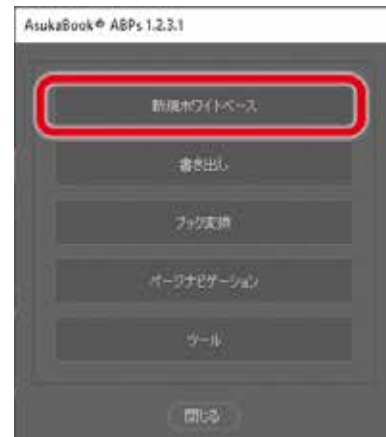 AsukaBook® ABPs 1.2.3.1
新規ホワイトベース
書き出し
ブック変換
ページナビゲーション
ツール
閉じる